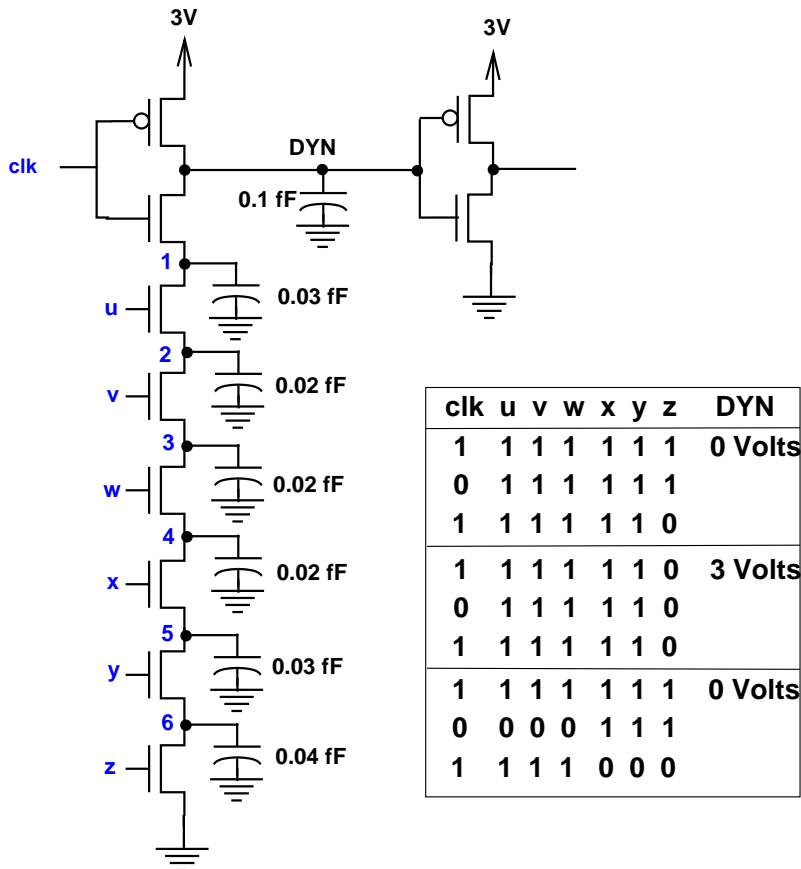 3V
3V
DYN
clk
0.1 fF
1
0.03 fF
u
2
0.02 fF
v
3
0.02 fF
w
4
0.02 fF
x
5
0.03 fF
y
6
0.04 fF
z
clk u v w x y z DYN
1 1 1 1 1 1 1 0 Volts
0 1 1 1 1 1 1
1 1 1 1 1 1 0
1 1 1 1 1 1 0 3 Volts
0 1 1 1 1 1 0
1 1 1 1 1 1 0
1 1 1 1 1 1 1 0 Volts
0 0 0 0 1 1 1
1 1 1 1 0 0 0